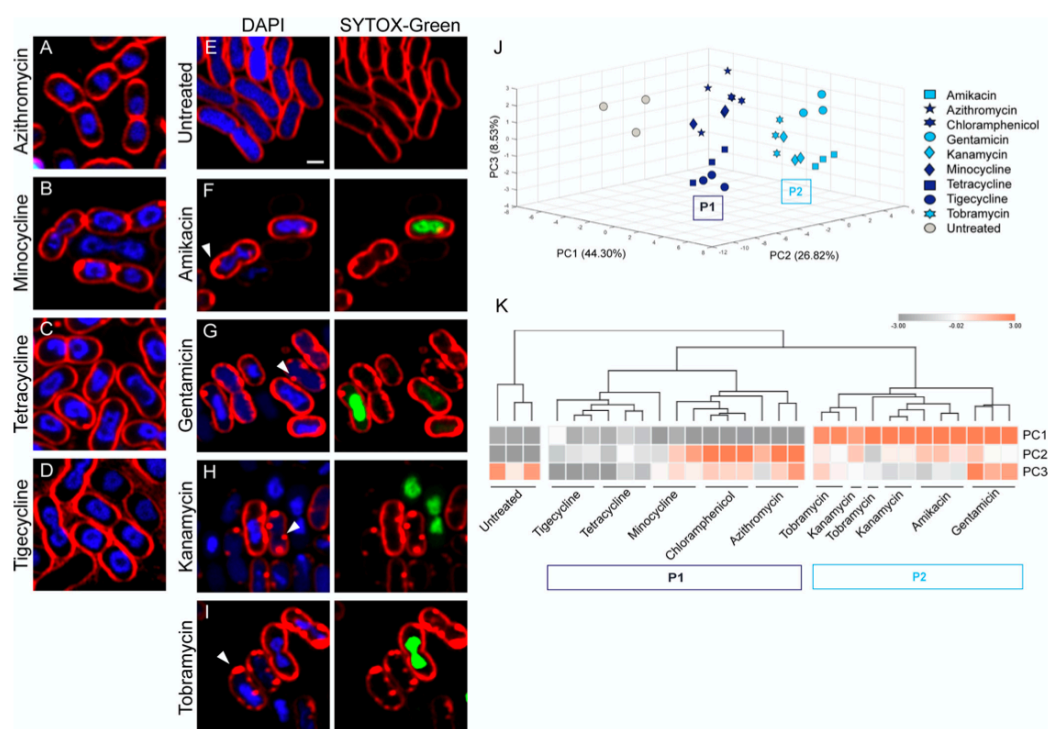 DAPI SYTOX-Green
A
Azithromycin
B
Minocycline
C
Tetracycline
D
Tigecycline
E
Untreated
F
Amikacin
G
Gentamicin
H
Kanamycin
I
Tobramycin
J
PC3 (8.53%)
PC1 (44.30%)
PC2 (26.82%)
P1
P2
Amikacin
Azithromycin
Chloramphenicol
Gentamicin
Kanamycin
Minocycline
Tetracycline
Tigecycline
Tobramycin
Untreated
K
-3.00 -0.02 3.00
PC1
PC2
PC3
Untreated
Tigecycline
Tetracycline
Minocline
Chloramphenicol
Azithromycin
Tobramycin
Kanamycin
Tobramycin
Kanamycin
Amikacin
Gentamicin
P1
P2